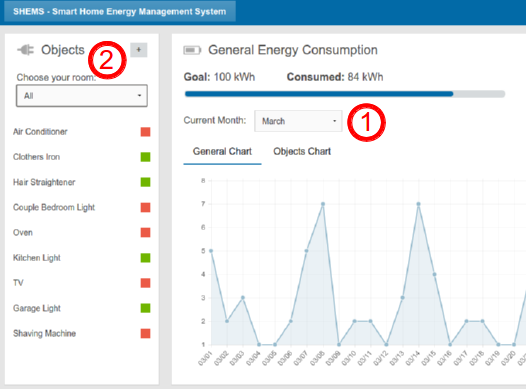 SHEMS - Smart Home Energy Management System
Objects
+
2
Choose your room:
All
Air Conditioner
Clothers Iron
Hair Straightener
Couple Bedroom Light
Oven
Kitchen Light
TV
Garage Light
Shaving Machine
General Energy Consumption
Goal: 100 kWh Consumed: 84 kWh
Current Month: March
1
General Chart Objects Chart
8
7
6
5
4
3
2
1
03/01 03/02 03/03 03/04 03/05 03/06 03/07 03/08 03/09 03/10 03/11 03/12 03/13 03/14 03/15 03/16 03/17 03/18 03/19 03/20